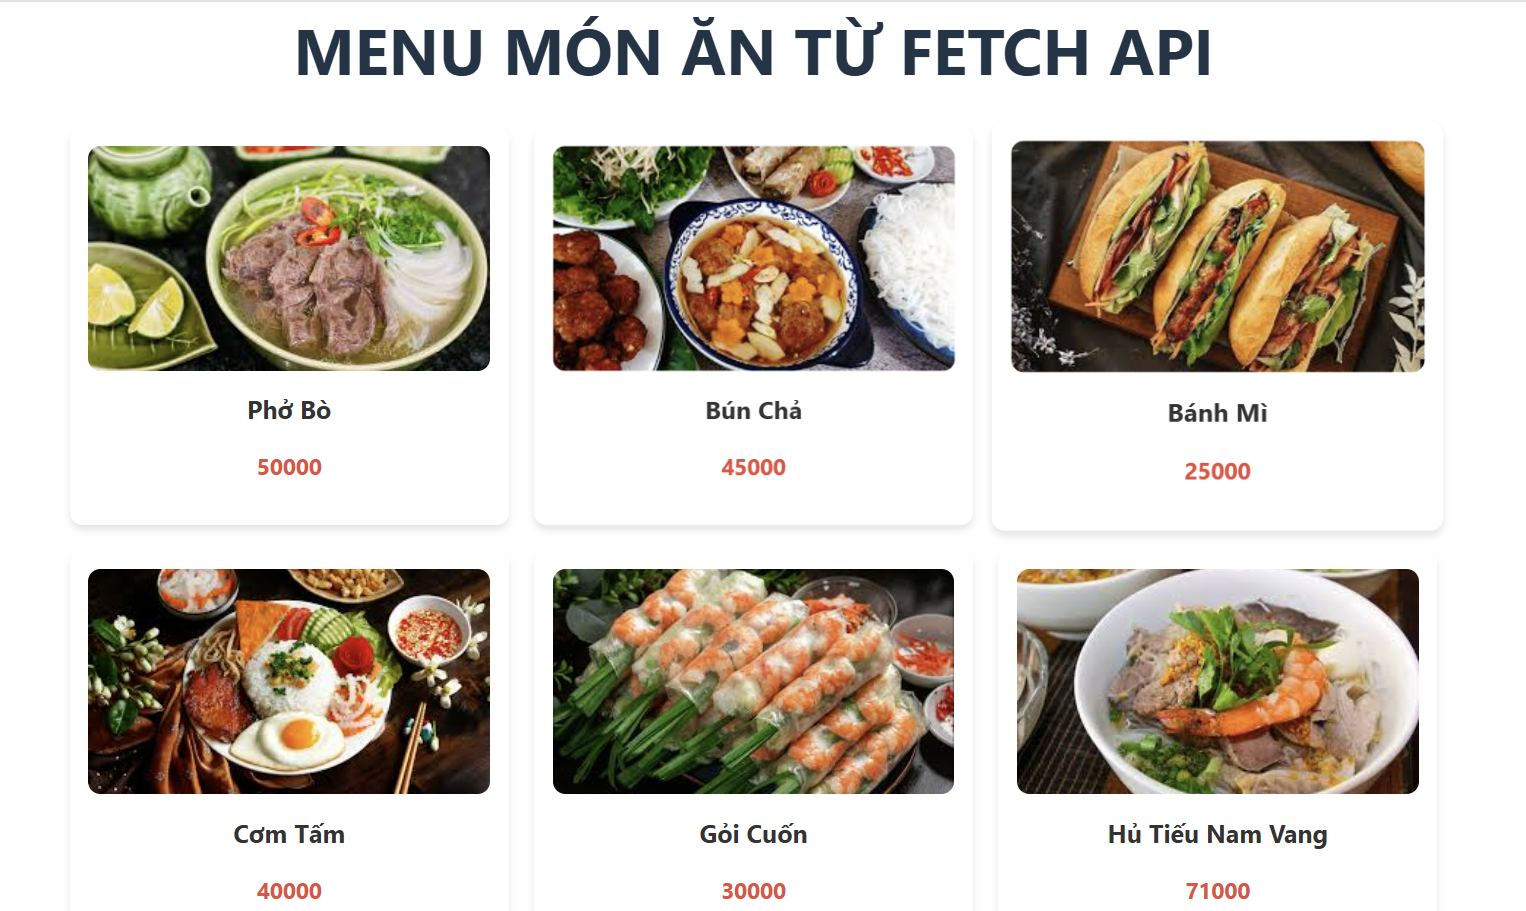 MENU MÓN ĂN TỪ FETCH API
Phở Bò
50000
Bún Chả
45000
Bánh Mì
25000
Cơm Tấm
40000
Gỏi Cuốn
30000
Hủ Tiếu Nam Vang
71000